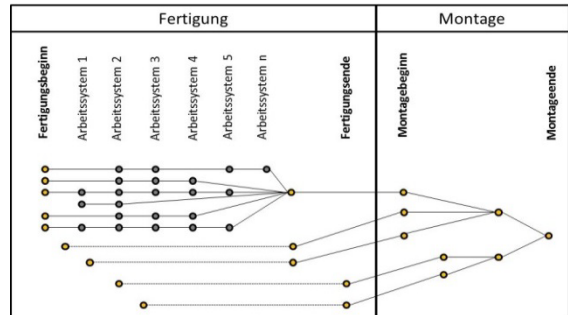 Fertigung
Montage
Fertigungsbeginn
Arbeitssystem 1
Arbeitssystem 2
Arbeitssystem 3
Arbeitssystem 4
Arbeitssystem 5
Arbeitssystem n
Fertigungsende
Montagebeginn
Montageende